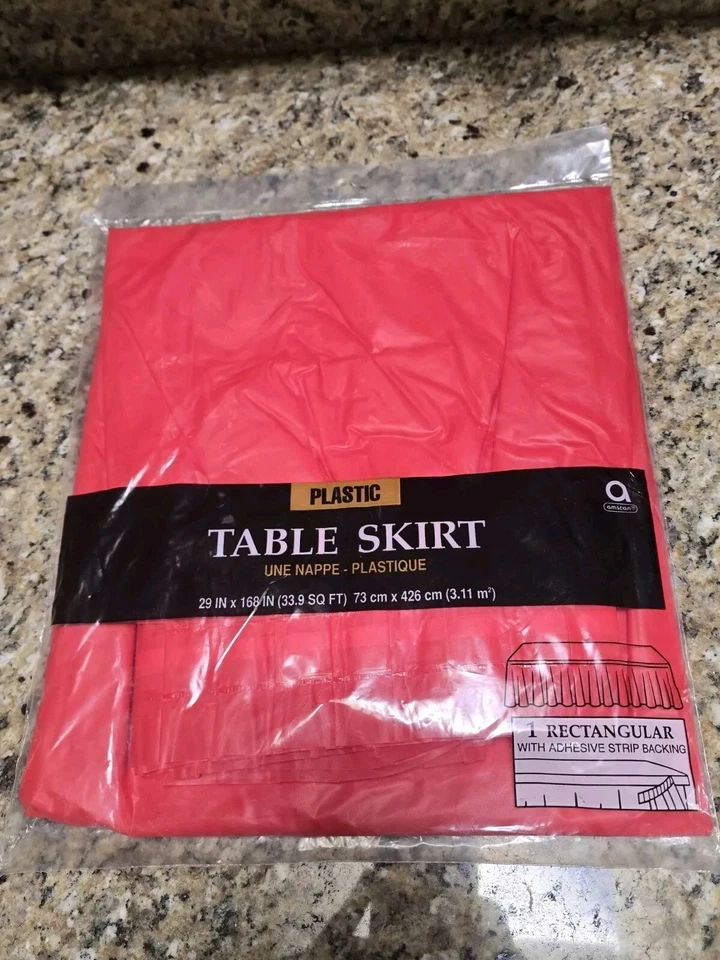 PLASTIC
a
amscan®
TABLE SKIRT
UNE NAPPE - PLASTIQUE
29 IN x 168 IN (33.9 SQ FT) 73 cm x 426 cm (3.11 m²)
1 RECTANGULAR
WITH ADHESIVE STRIP BACKING